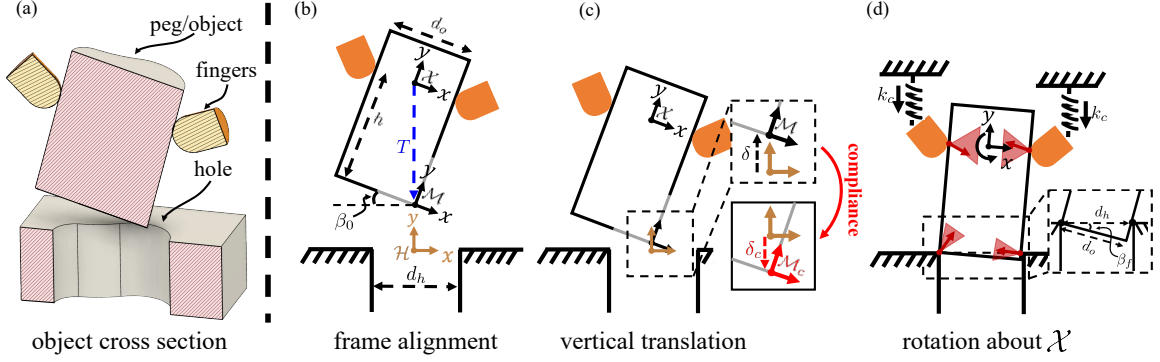 (a)
peg/object
fingers
hole
object cross section
(b)
d_o
y
𝒳
x
h
T
y
ℳ
x
β_0
y
ℋ
x
d_h
frame alignment
(c)
y
𝒳
x
ℳ
δ
compliance
δ_c
ℳ_c
vertical translation
(d)
k_c
k_c
y
x
d_h
d_o
β_f
rotation about 𝒳